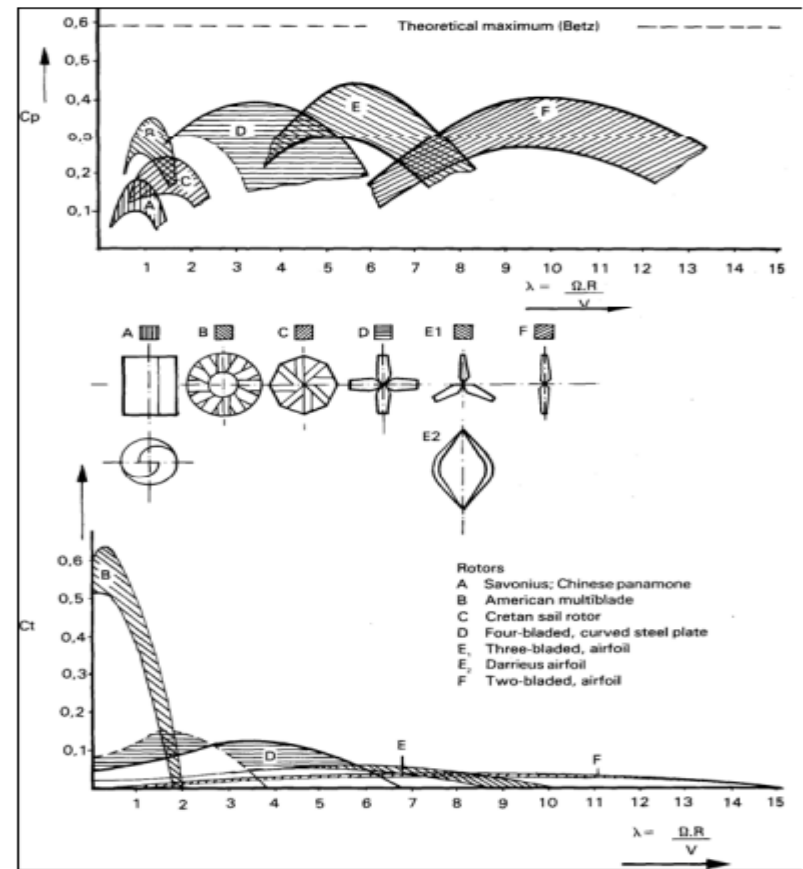 0,6
Theoretical maximum (Betz)
0,5
Cp
0,4
E
D
F
B
0,3
0,2
C
A
0,1
1 2 3 4 5 6 7 8 9 10 11 12 13 14 15
λ = Ω.R
V
A B C D E1 F
E2
0,6
B
0,5
Ct
0,4
0,3
0,2
0,1
Rotors
A Savonius; Chinese panamone
B American multiblade
C Cretan sail rotor
D Four-bladed, curved steel plate
E₁ Three-bladed, airfoil
E₂ Darrieus airfoil
F Two-bladed, airfoil
E
D
F
1 2 3 4 5 6 7 8 9 10 11 12 13 14 15
λ = Ω.R
V